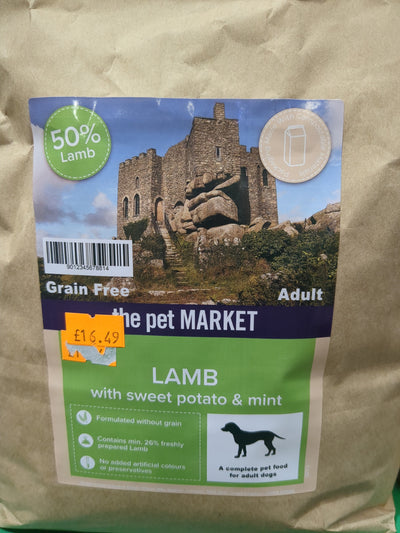 50%
Lamb
9012345678814
Grain Free
Adult
the pet MARKET
£16.49
£1
LAMB
with sweet potato & mint
Formulated without grain
Contains min. 26% freshly
prepared Lamb
No added artificial colours
or preservatives
A complete pet food
for adult dogs